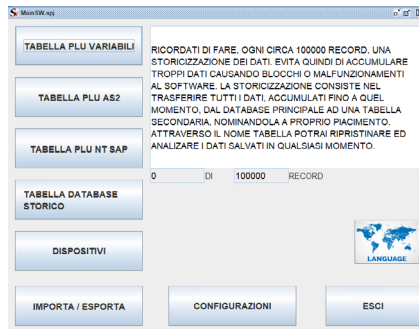 MainSW.apj
TABELLA PLU VARIABILI
TABELLA PLU AS2
TABELLA PLU NT SAP
TABELLA DATABASE
STORICO
DISPOSITIVI
IMPORTA / ESPORTA
RICORDATI DI FARE, OGNI CIRCA 100000 RECORD, UNA
STORICIZZAZIONE DEI DATI. EVITA QUINDI DI ACCUMULARE
TROPPI DATI CAUSANDO BLOCCHI O MALFUNZIONAMENTI
AL SOFTWARE. LA STORICIZZAZIONE CONSISTE NEL
TRASFERIRE TUTTI I DATI, ACCUMULATI FINO A QUEL
MOMENTO, DAL DATABASE PRINCIPALE AD UNA TABELLA
SECONDARIA, NOMINANDOLA A PROPRIO PIACIMENTO.
ATTRAVERSO IL NOME TABELLA POTRAI RIPRISTINARE ED
ANALIZARE I DATI SALVATI IN QUALSIASI MOMENTO.
0 DI 100000 RECORD
LANGUAGE
CONFIGURAZIONI
ESCI